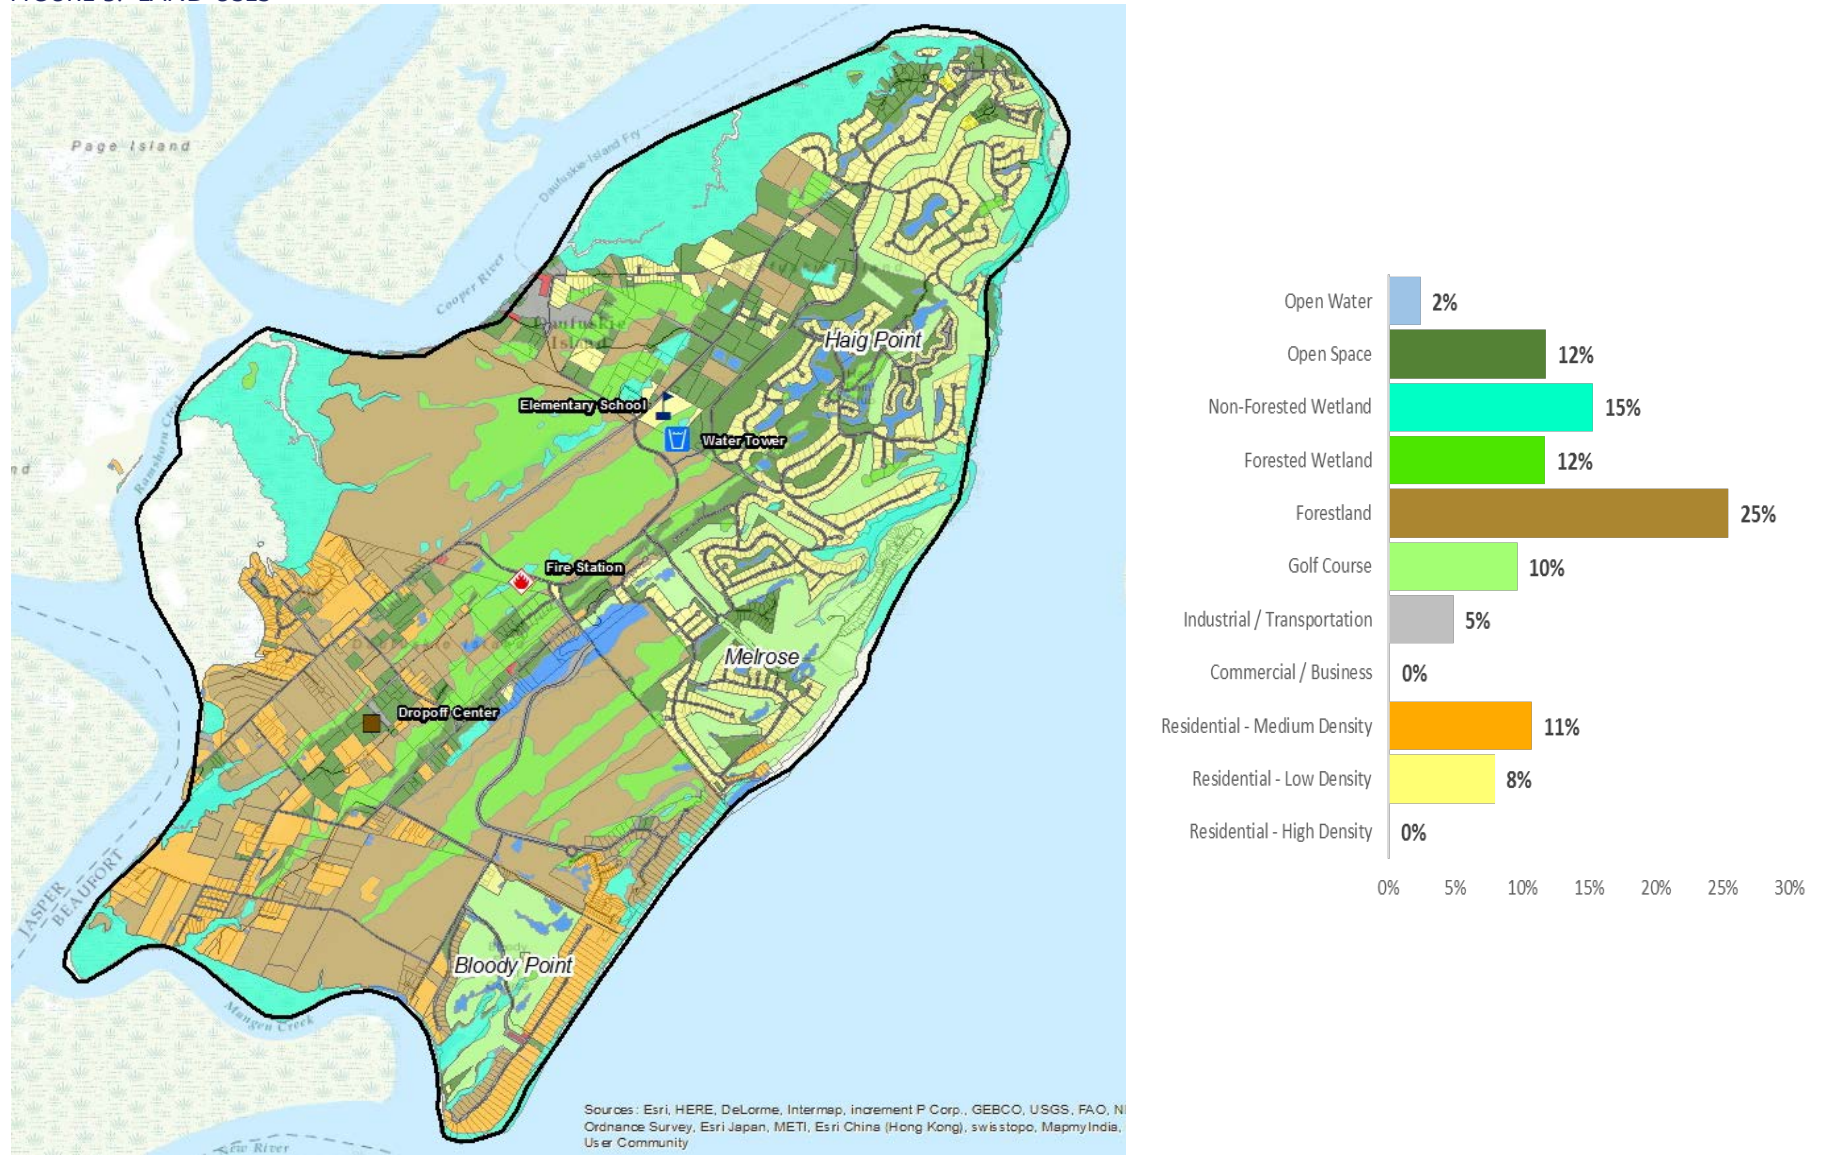 Page Island
Daufuskie-Island Fry
Cooper River
Daufuskie
Island
Haig Point
Elementary School
Water Tower
Ramshorn Creek
Fire Station
Melrose
Dropoff Center
JASPER
BEAUFORT
Bloody
Bloody Point
Mungen Creek
New River
Sources: Esri, HERE, DeLorme, Intermap, increment P Corp., GEBCO, USGS, FAO, N
Ordnance Survey, Esri Japan, METI, Esri China (Hong Kong), swisstopo, MapmyIndia,
User Community
Open Water 2%
Open Space 12%
Non-Forested Wetland 15%
Forested Wetland 12%
Forestland 25%
Golf Course 10%
Industrial / Transportation 5%
Commercial / Business 0%
Residential - Medium Density 11%
Residential - Low Density 8%
Residential - High Density 0%
0% 5% 10% 15% 20% 25% 30%